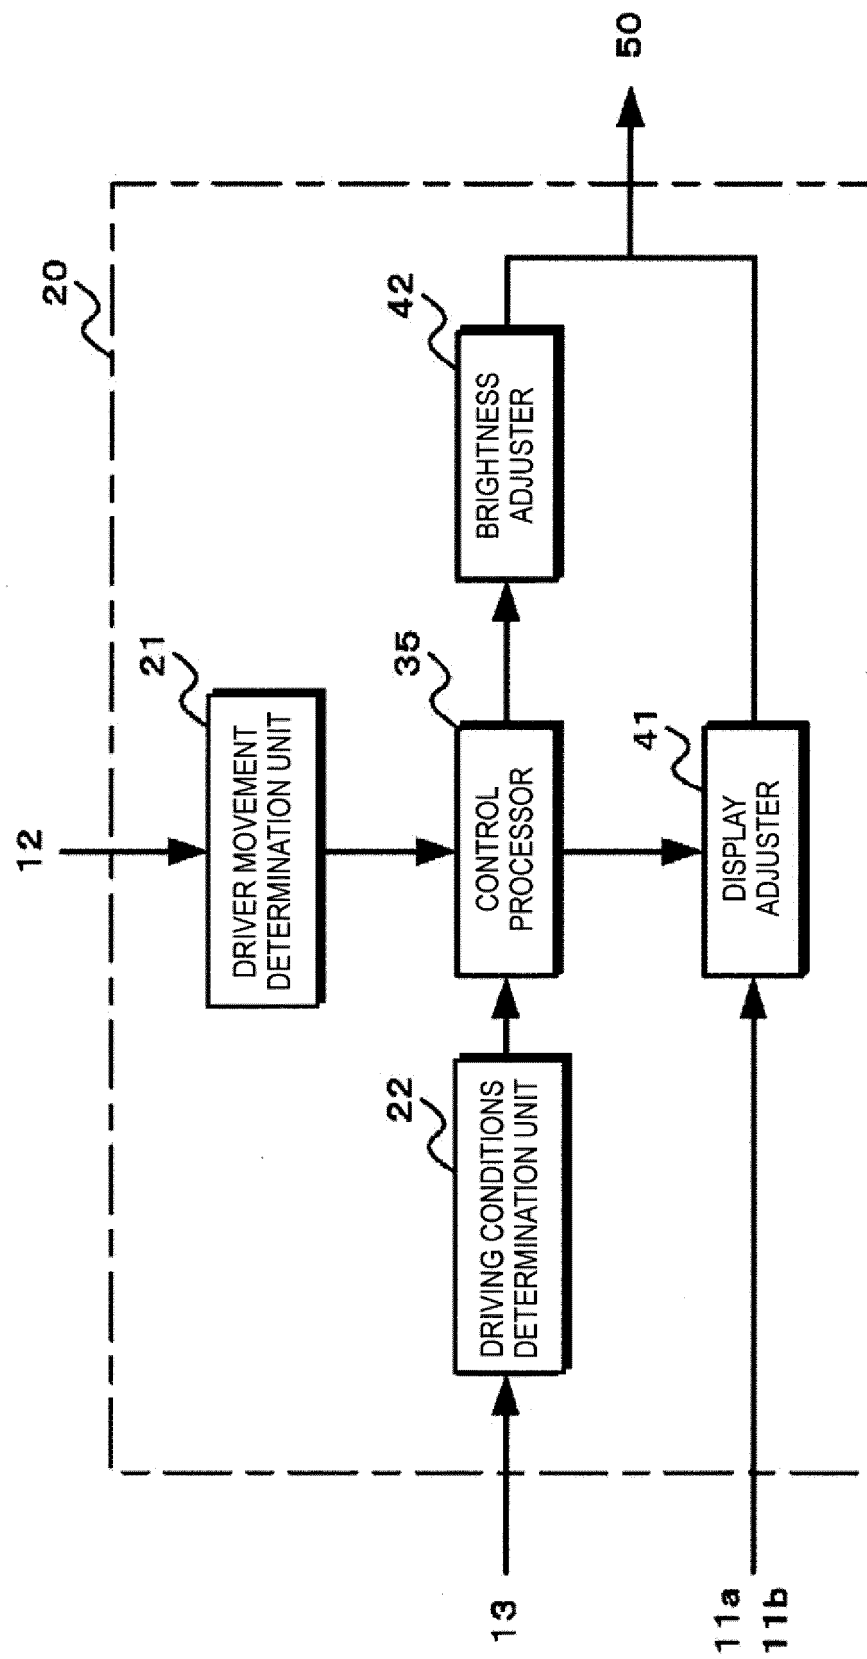 12
20
21
DRIVER MOVEMENT
DETERMINATION UNIT
13
22
DRIVING CONDITIONS
DETERMINATION UNIT
35
CONTROL
PROCESSOR
42
BRIGHTNESS
ADJUSTER
50
11a
11b
41
DISPLAY
ADJUSTER